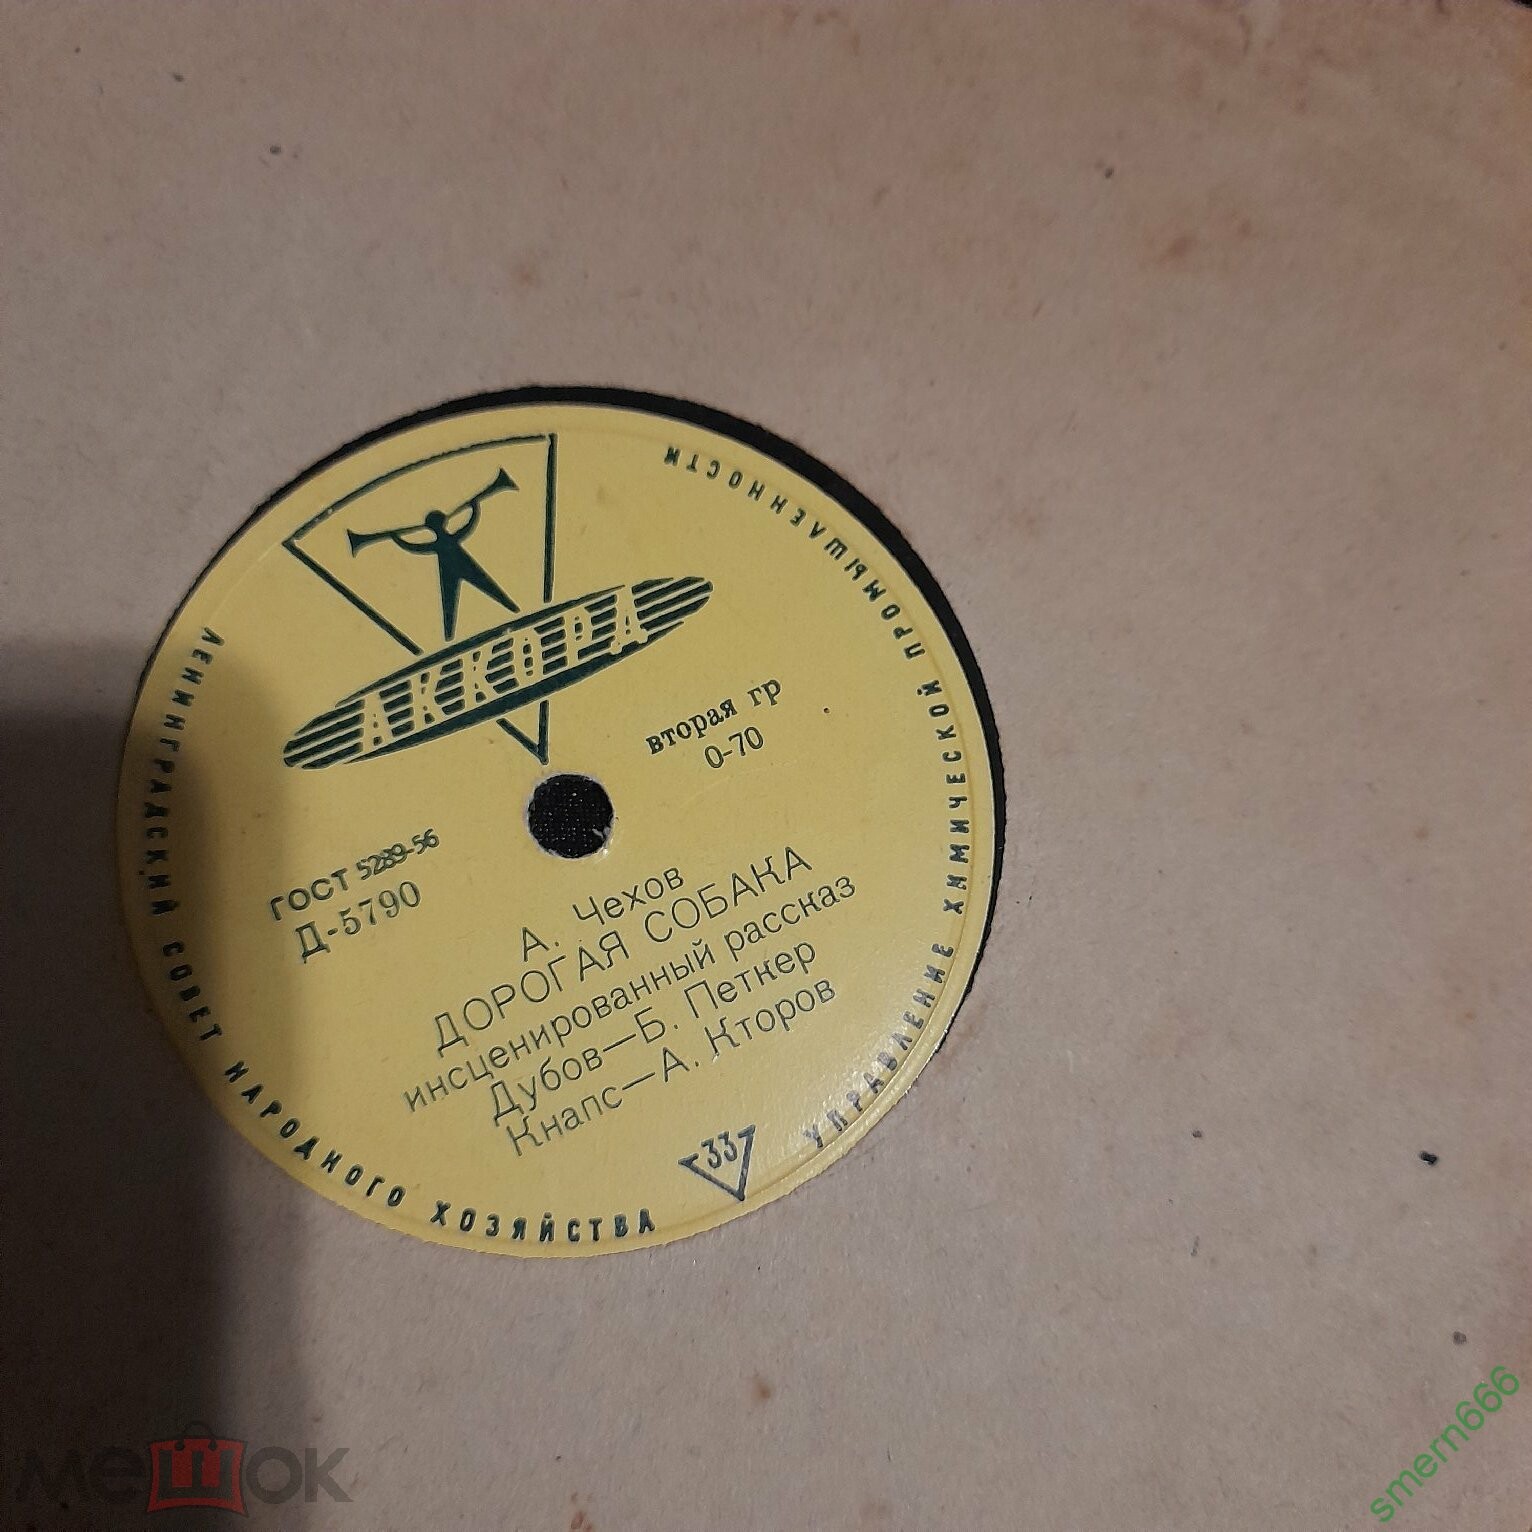 ЛЕНИНГРАДСКИЙ СОВЕТ НАРОДНОГО ХОЗЯЙСТВА
УПРАВЛЕНИЕ ХИМИЧЕСКОЙ ПРОМЫШЛЕННОСТИ
АККОРД
вторая гр
0-70
ГОСТ 5289-56
Д-5790
А. Чехов
ДОРОГАЯ СОБАКА
инсценированный рассказ
Дубов—Б. Петкер
Кнапс—А. Кторов
33
мешок
smern666